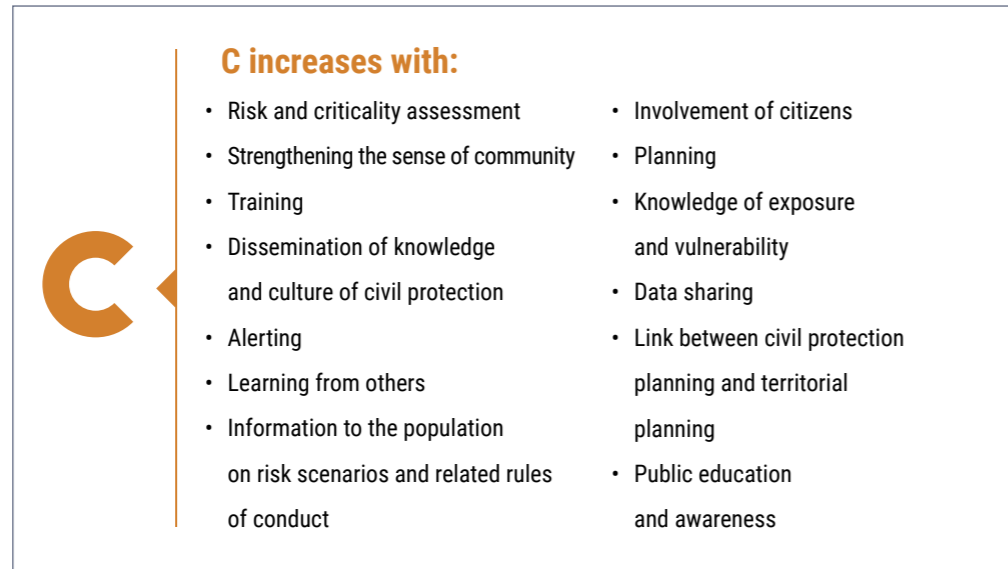 C
C increases with:
• Risk and criticality assessment
• Strengthening the sense of community
• Training
• Dissemination of knowledge
and culture of civil protection
• Alerting
• Learning from others
• Information to the population
on risk scenarios and related rules
of conduct
• Involvement of citizens
• Planning
• Knowledge of exposure
and vulnerability
• Data sharing
• Link between civil protection
planning and territorial
planning
• Public education
and awareness